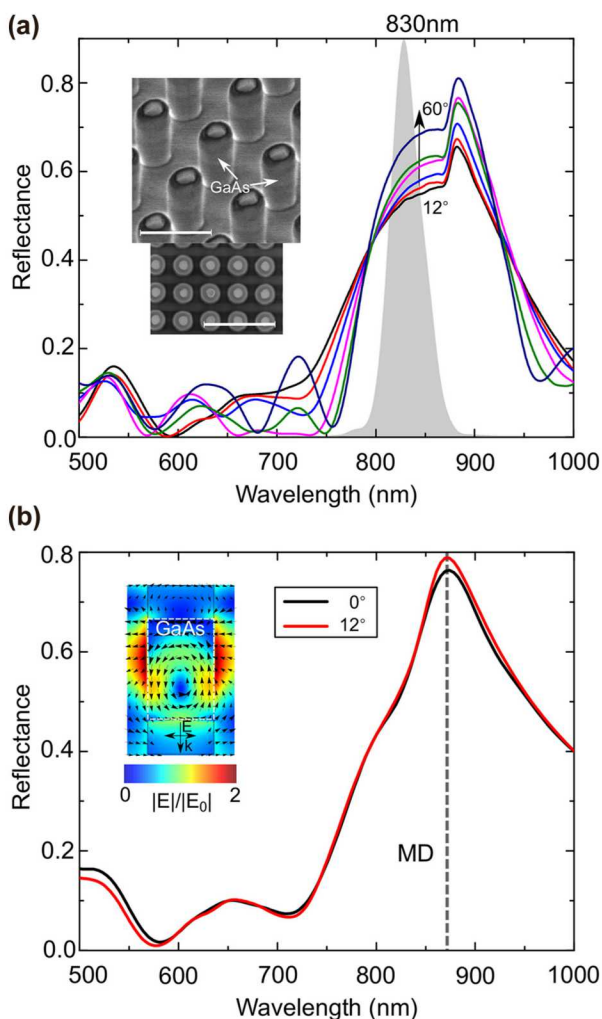 (a)
830nm
0.8
60°
0.6
GaAs
12°
0.4
0.2
0.0
Reflectance
500 600 700 800 900 1000
Wavelength (nm)
(b)
0.8
GaAs
0°
12°
0.6
E
k
0 2
|E|/|E₀|
0.4
MD
0.2
0.0
Reflectance
500 600 700 800 900 1000
Wavelength (nm)